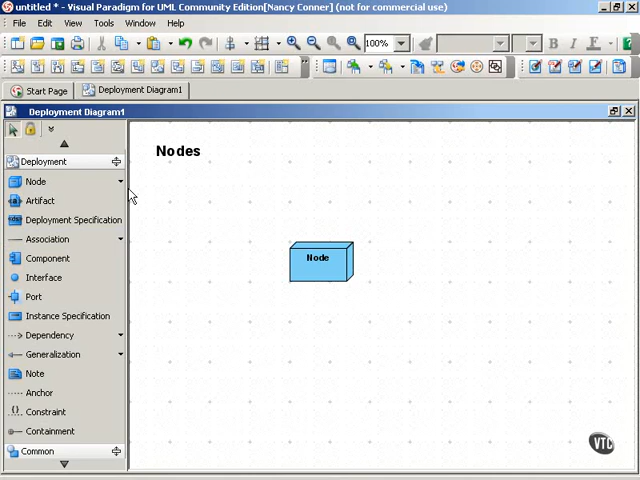 untitled * - Visual Paradigm for UML Community Edition[Nancy Conner] (not for commercial use)
File Edit View Tools Window Help
100% B I F
Start Page Deployment Diagram1
Deployment Diagram1
Deployment
Node
Artifact
Deployment Specification
Association
Component
Interface
Port
Instance Specification
Dependency
Generalization
Note
Anchor
Constraint
Containment
Common
Nodes
Node
VTC